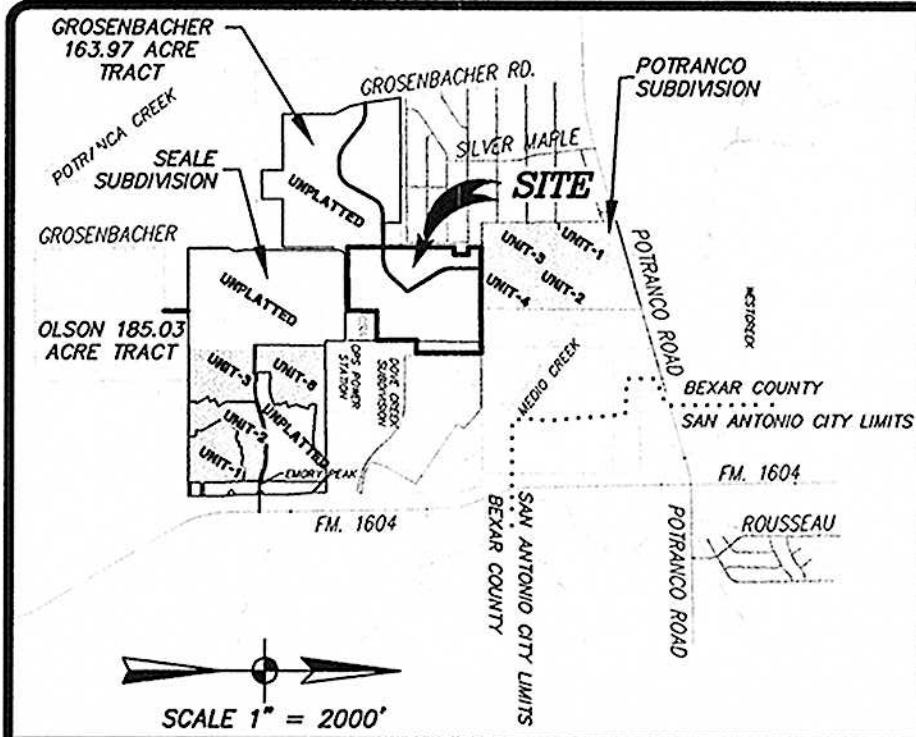 GROSENBACHER
163.97 ACRE
TRACT
GROSENBACHER RD.
POTRANCO
SUBDIVISION
POTRANCA CREEK
SILVER MAPLE
SEALE
SUBDIVISION
UNPLATTED
SITE
GROSENBACHER
UNIT-3
UNIT-1
UNIT-2
UNIT-4
POTRANCO ROAD
UNPLATTED
OLSON 185.03
ACRE TRACT
CPS POWER
STATION
DOVE CREEK
SUBDIVISION
MEDIO CREEK
UNIT-3
UNIT-6
UNIT-2
UNPLATTED
UNIT-1
EMORY PEAK
BEXAR COUNTY
SAN ANTONIO CITY LIMITS
FM. 1604
FM. 1604
SAN ANTONIO CITY LIMITS
BEXAR COUNTY
POTRANCO ROAD
ROUSSEAU
SCALE 1" = 2000'